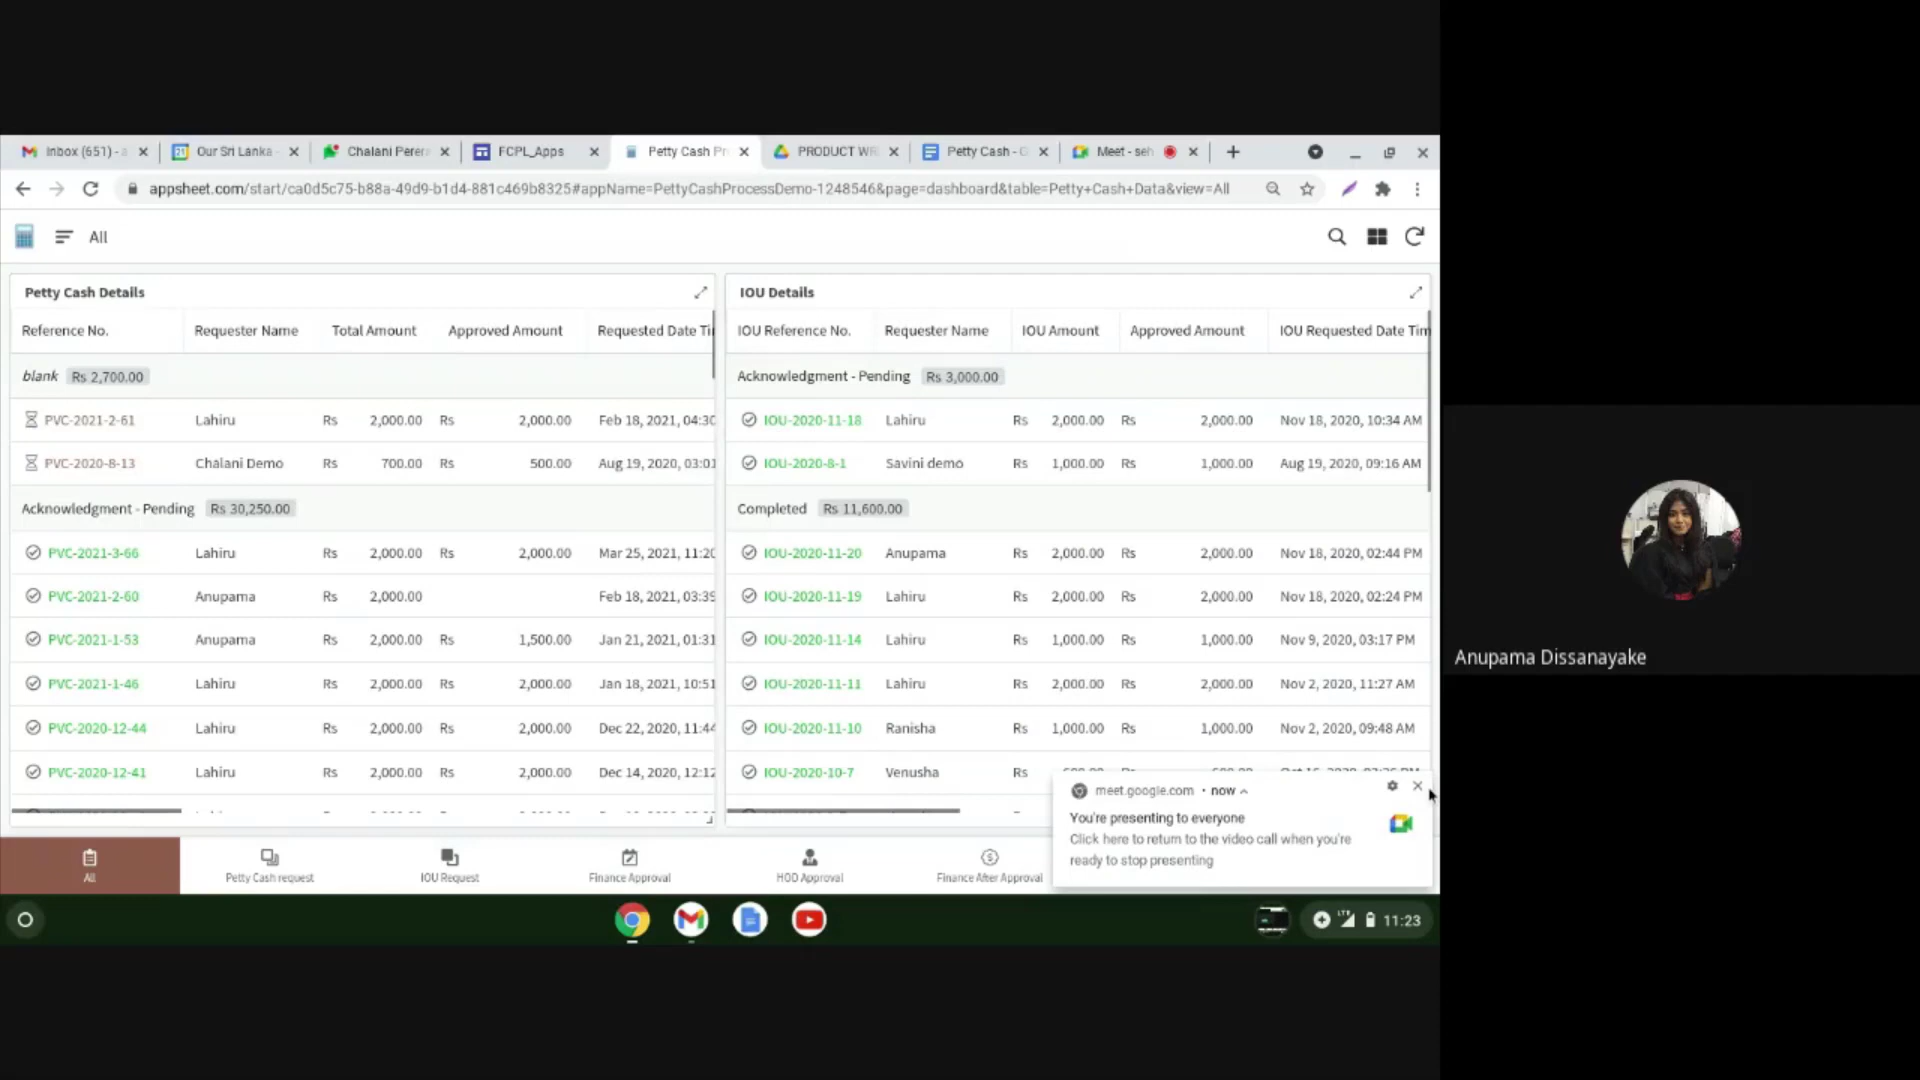 Inbox (651) - a
Our Sri Lanka -
Chalani Perera
FCPL_Apps
Petty Cash Pr
PRODUCT WR
Petty Cash - G
Meet - seh
appsheet.com/start/ca0d5c75-b88a-49d9-b1d4-881c469b8325#appName=PettyCashProcessDemo-1248546&page=dashboard&table=Petty+Cash+Data&view=All
All
Petty Cash Details
Reference No. Requester Name Total Amount Approved Amount Requested Date Ti
blank Rs 2,700.00
PVC-2021-2-61 Lahiru Rs 2,000.00 Rs 2,000.00 Feb 18, 2021, 04:30
PVC-2020-8-13 Chalani Demo Rs 700.00 Rs 500.00 Aug 19, 2020, 03:01
Acknowledgment - Pending Rs 30,250.00
PVC-2021-3-66 Lahiru Rs 2,000.00 Rs 2,000.00 Mar 25, 2021, 11:20
PVC-2021-2-60 Anupama Rs 2,000.00 Feb 18, 2021, 03:39
PVC-2021-1-53 Anupama Rs 2,000.00 Rs 1,500.00 Jan 21, 2021, 01:31
PVC-2021-1-46 Lahiru Rs 2,000.00 Rs 2,000.00 Jan 18, 2021, 10:51
PVC-2020-12-44 Lahiru Rs 2,000.00 Rs 2,000.00 Dec 22, 2020, 11:44
PVC-2020-12-41 Lahiru Rs 2,000.00 Rs 2,000.00 Dec 14, 2020, 12:12
IOU Details
IOU Reference No. Requester Name IOU Amount Approved Amount IOU Requested Date Tim
Acknowledgment - Pending Rs 3,000.00
IOU-2020-11-18 Lahiru Rs 2,000.00 Rs 2,000.00 Nov 18, 2020, 10:34 AM
IOU-2020-8-1 Savini demo Rs 1,000.00 Rs 1,000.00 Aug 19, 2020, 09:16 AM
Completed Rs 11,600.00
IOU-2020-11-20 Anupama Rs 2,000.00 Rs 2,000.00 Nov 18, 2020, 02:44 PM
IOU-2020-11-19 Lahiru Rs 2,000.00 Rs 2,000.00 Nov 18, 2020, 02:24 PM
IOU-2020-11-14 Lahiru Rs 1,000.00 Rs 1,000.00 Nov 9, 2020, 03:17 PM
IOU-2020-11-11 Lahiru Rs 2,000.00 Rs 2,000.00 Nov 2, 2020, 11:27 AM
IOU-2020-11-10 Ranisha Rs 1,000.00 Rs 1,000.00 Nov 2, 2020, 09:48 AM
IOU-2020-10-7 Venusha Rs
meet.google.com • now
You're presenting to everyone
Click here to return to the video call when you're
ready to stop presenting
All
Petty Cash request
IOU Request
Finance Approval
HOD Approval
Finance After Approval
LTE
11:23
Anupama Dissanayake